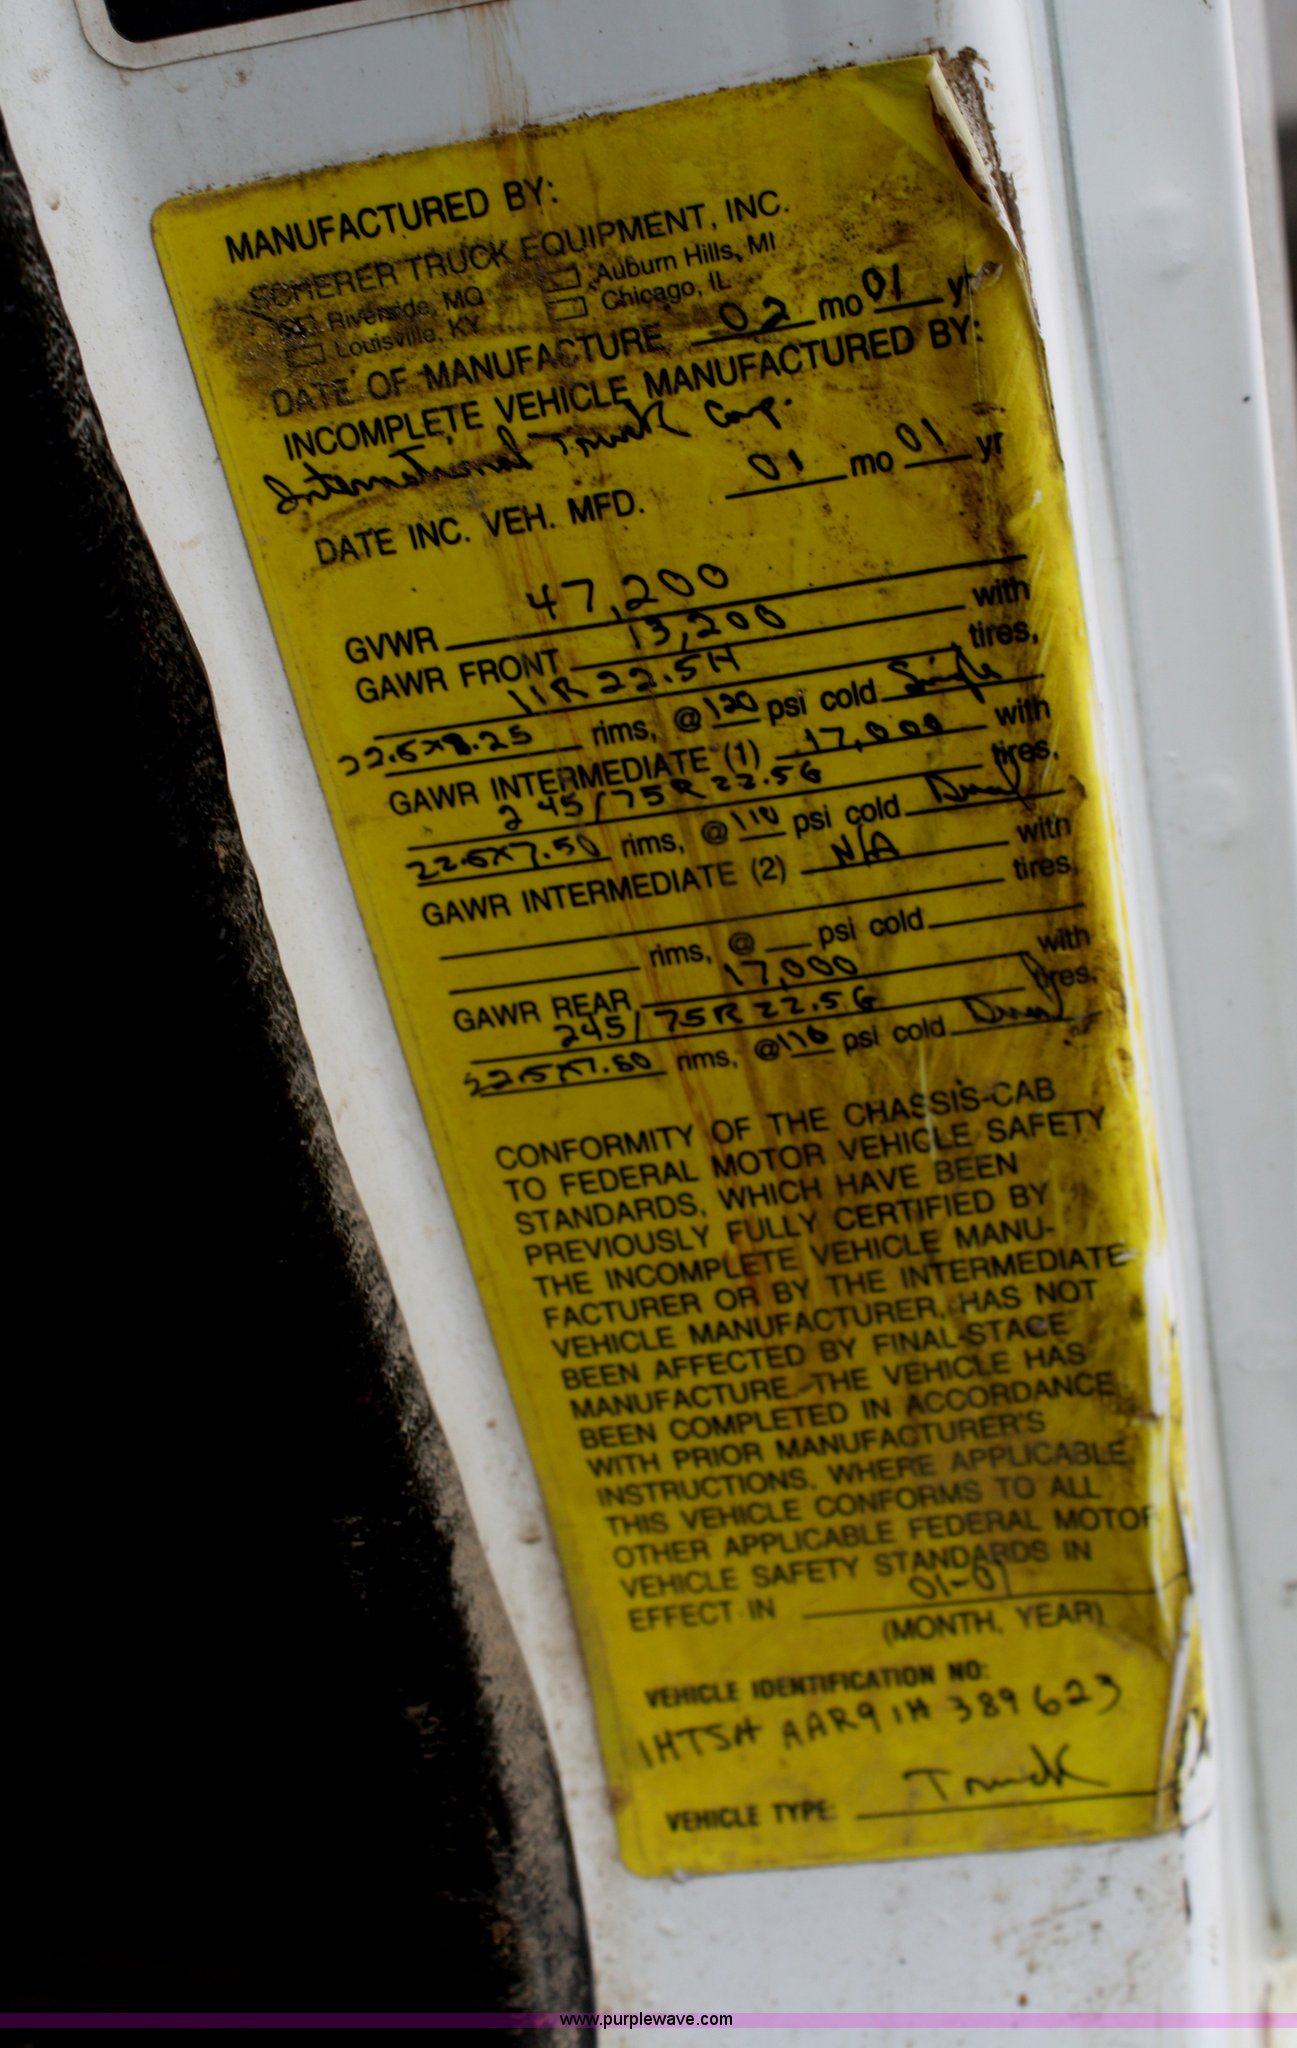 MANUFACTURED BY:
SCHERER TRUCK EQUIPMENT, INC.
Riverside, MO Auburn Hills, MI
Louisville, KY Chicago, IL
DATE OF MANUFACTURE 02 mo 01 yr
INCOMPLETE VEHICLE MANUFACTURED BY:
International Truck Corp.
DATE INC. VEH. MFD. 01 mo 01 yr
GVWR 47,200
GAWR FRONT 13,200 with
11R 22.5H tires,
22.5x8.25 rims, @ 120 psi cold Single
GAWR INTERMEDIATE (1) 17,000 with
245/75R 22.5G tires,
22.5x7.50 rims, @ 110 psi cold Dual
GAWR INTERMEDIATE (2) N/A with
tires,
rims, @ psi cold
GAWR REAR 17,000 with
245/75R 22.5G tires,
22.5x7.50 rims, @ 110 psi cold Dual
CONFORMITY OF THE CHASSIS-CAB
TO FEDERAL MOTOR VEHICLE SAFETY
STANDARDS, WHICH HAVE BEEN
PREVIOUSLY FULLY CERTIFIED BY
THE INCOMPLETE VEHICLE MANU-
FACTURER OR BY THE INTERMEDIATE
VEHICLE MANUFACTURER, HAS NOT
BEEN AFFECTED BY FINAL-STAGE
MANUFACTURE. THE VEHICLE HAS
BEEN COMPLETED IN ACCORDANCE
WITH PRIOR MANUFACTURER'S
INSTRUCTIONS, WHERE APPLICABLE.
THIS VEHICLE CONFORMS TO ALL
OTHER APPLICABLE FEDERAL MOTOR
VEHICLE SAFETY STANDARDS IN
EFFECT IN 01-01
(MONTH, YEAR)
VEHICLE IDENTIFICATION NO:
1HTSHAAR91H389623
VEHICLE TYPE: Truck
www.purplewave.com